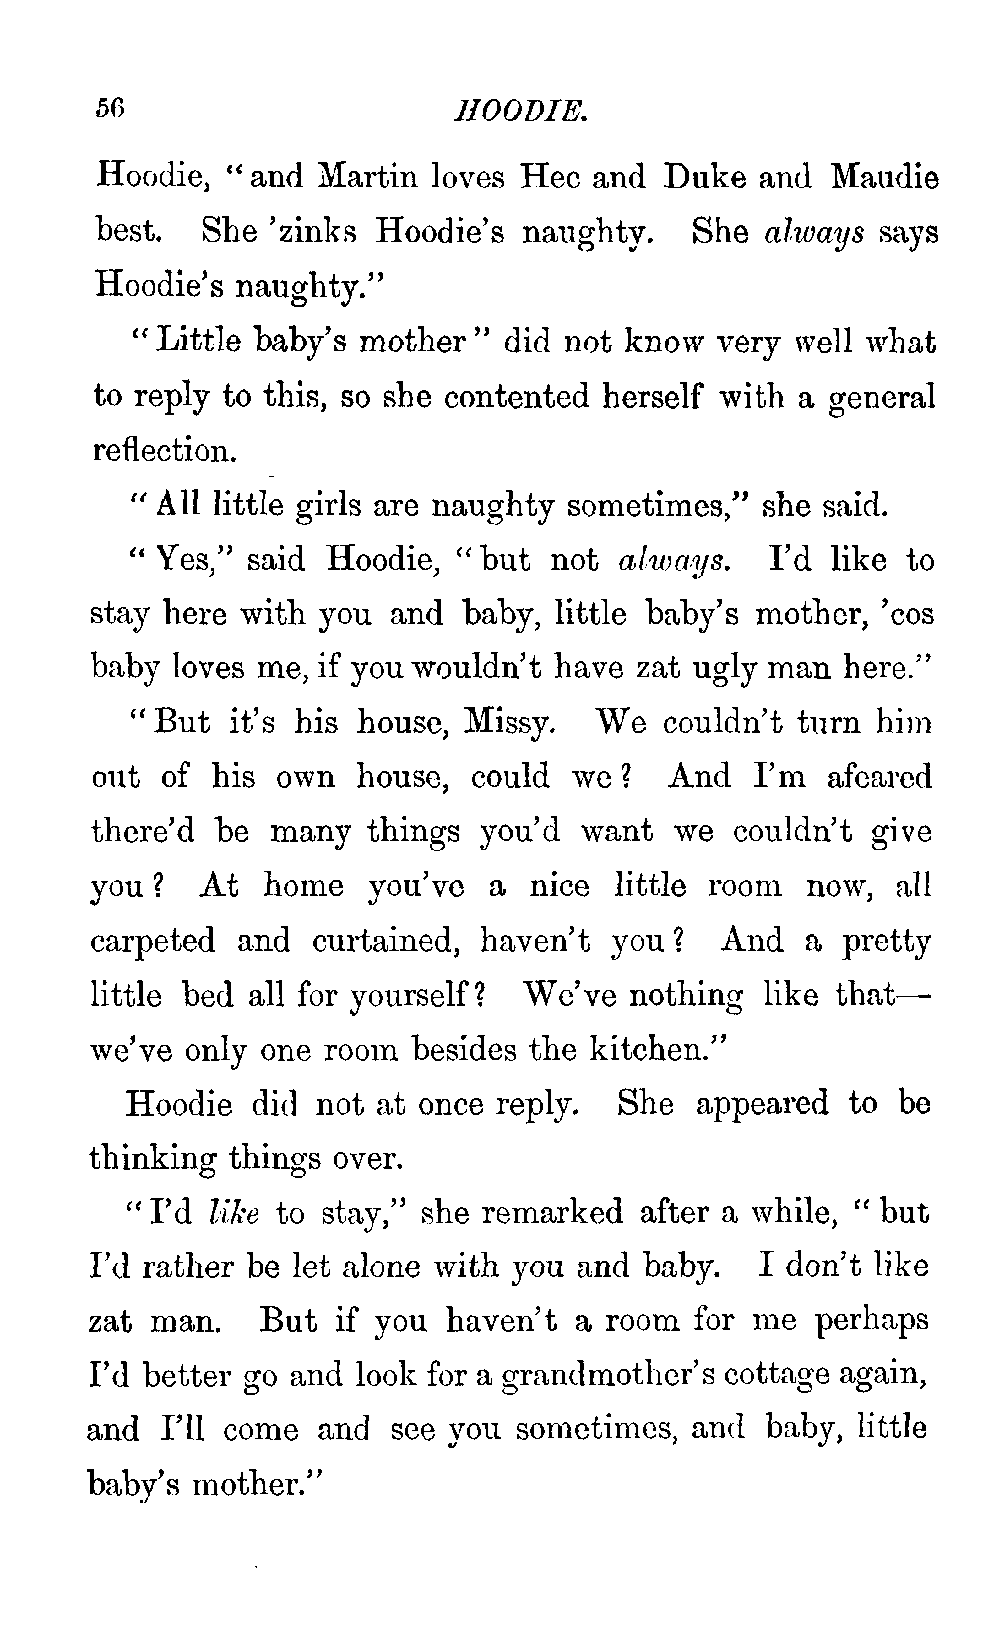 56 HOODIE.
Hoodie, “and Martin loves Hec and Duke and Maudie
best. She ’zinks Hoodie’s naughty. She always says
Hoodie’s naughty.”
“Little baby’s mother” did not know very well what
to reply to this, so she contented herself with a general
reflection.
“All little girls are naughty sometimes,” she said.
“Yes,” said Hoodie, “but not always. I’d like to
stay here with you and baby, little baby’s mother, ’cos
baby loves me, if you wouldn’t have zat ugly man here.”
“But it’s his house, Missy. We couldn’t turn him
out of his own house, could we? And I’m afeared
there’d be many things you’d want we couldn’t give
you? At home you’ve a nice little room now, all
carpeted and curtained, haven’t you? And a pretty
little bed all for yourself? We’ve nothing like that—
we’ve only one room besides the kitchen.”
Hoodie did not at once reply. She appeared to be
thinking things over.
“I’d like to stay,” she remarked after a while, “but
I’d rather be let alone with you and baby. I don’t like
zat man. But if you haven’t a room for me perhaps
I’d better go and look for a grandmother’s cottage again,
and I’ll come and see you sometimes, and baby, little
baby’s mother.”